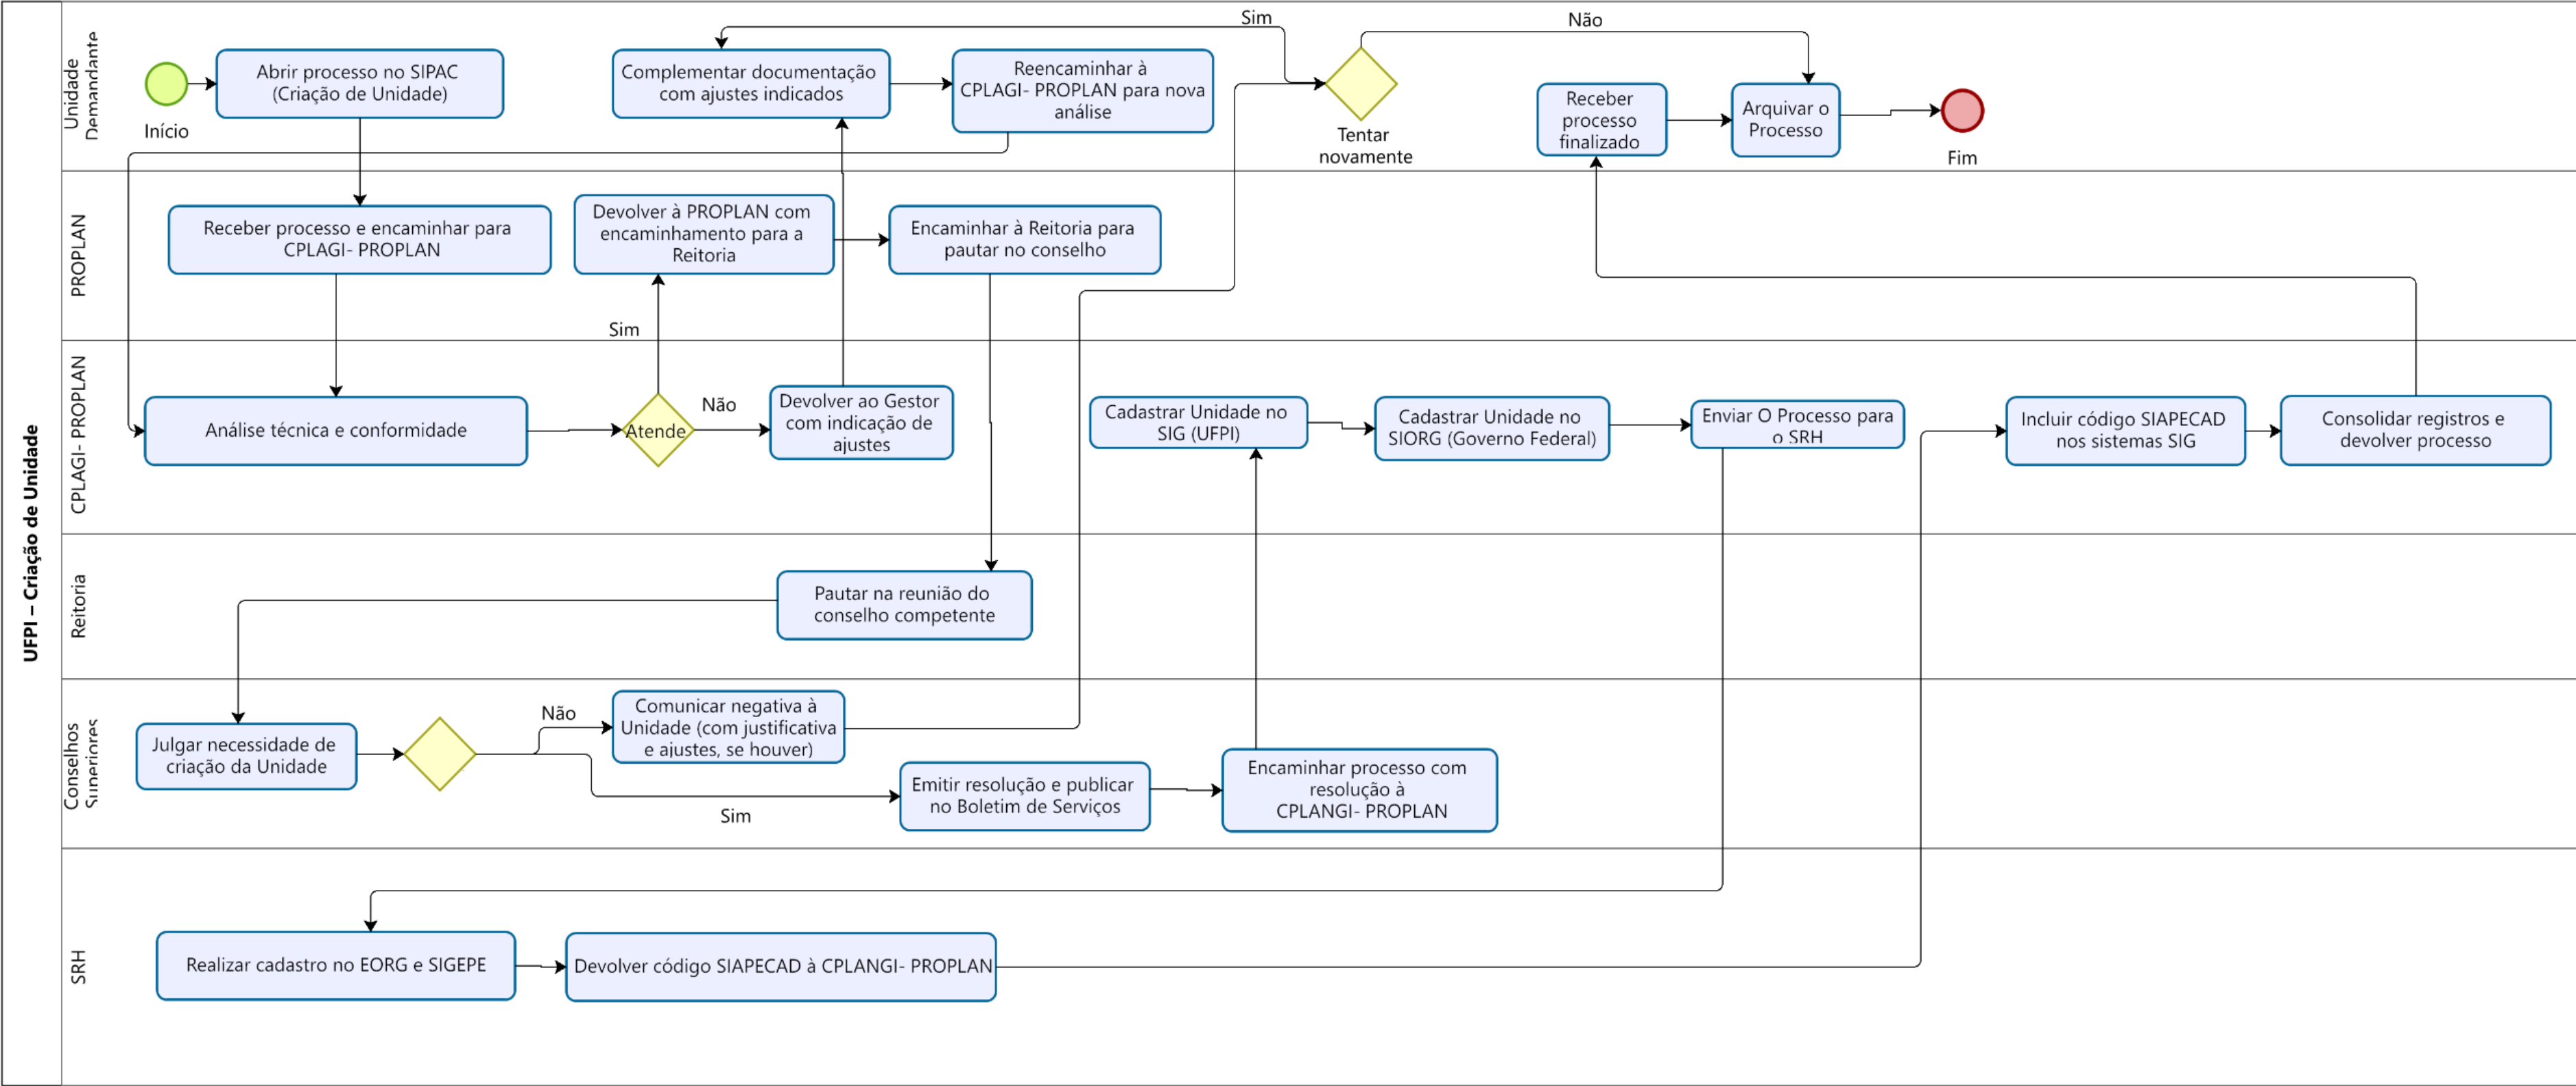 UFPI – Criação de Unidade
Unidade
Demandante
Início
Abrir processo no SIPAC
(Criação de Unidade)
Complementar documentação
com ajustes indicados
Reencaminhar à
CPLAGI- PROPLAN para nova
análise
Sim
Tentar
novamente
Não
Receber
processo
finalizado
Arquivar o
Processo
Fim
PROPLAN
Receber processo e encaminhar para
CPLAGI- PROPLAN
Devolver à PROPLAN com
encaminhamento para a
Reitoria
Encaminhar à Reitoria para
pautar no conselho
Sim
CPLAGI- PROPLAN
Análise técnica e conformidade
Atende
Não
Devolver ao Gestor
com indicação de
ajustes
Cadastrar Unidade no
SIG (UFPI)
Cadastrar Unidade no
SIORG (Governo Federal)
Enviar O Processo para
o SRH
Incluir código SIAPECAD
nos sistemas SIG
Consolidar registros e
devolver processo
Reitoria
Pautar na reunião do
conselho competente
Conselhos
Superiores
Julgar necessidade de
criação da Unidade
Não
Comunicar negativa à
Unidade (com justificativa
e ajustes, se houver)
Sim
Emitir resolução e publicar
no Boletim de Serviços
Encaminhar processo com
resolução à
CPLANGI- PROPLAN
SRH
Realizar cadastro no EORG e SIGEPE
Devolver código SIAPECAD à CPLANGI- PROPLAN